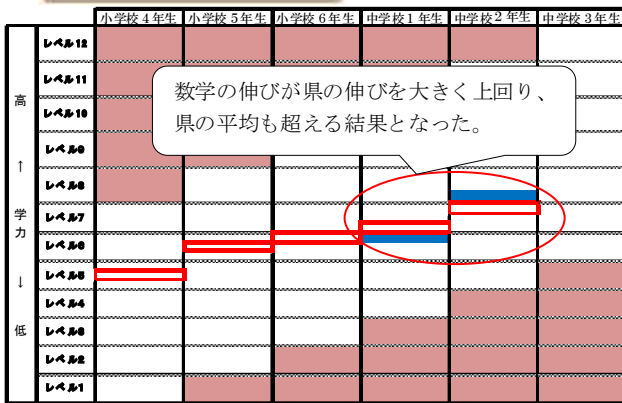 小学校4年生 小学校5年生 小学校6年生 中学校1年生 中学校2年生 中学校3年生
レベル12
レベル11
高
レベル10
レベル9
↑
レベル8
学
レベル7
力
レベル6
↓
レベル5
レベル4
低
レベル3
レベル2
レベル1
数学の伸びが県の伸びを大きく上回り、
県の平均も超える結果となった。